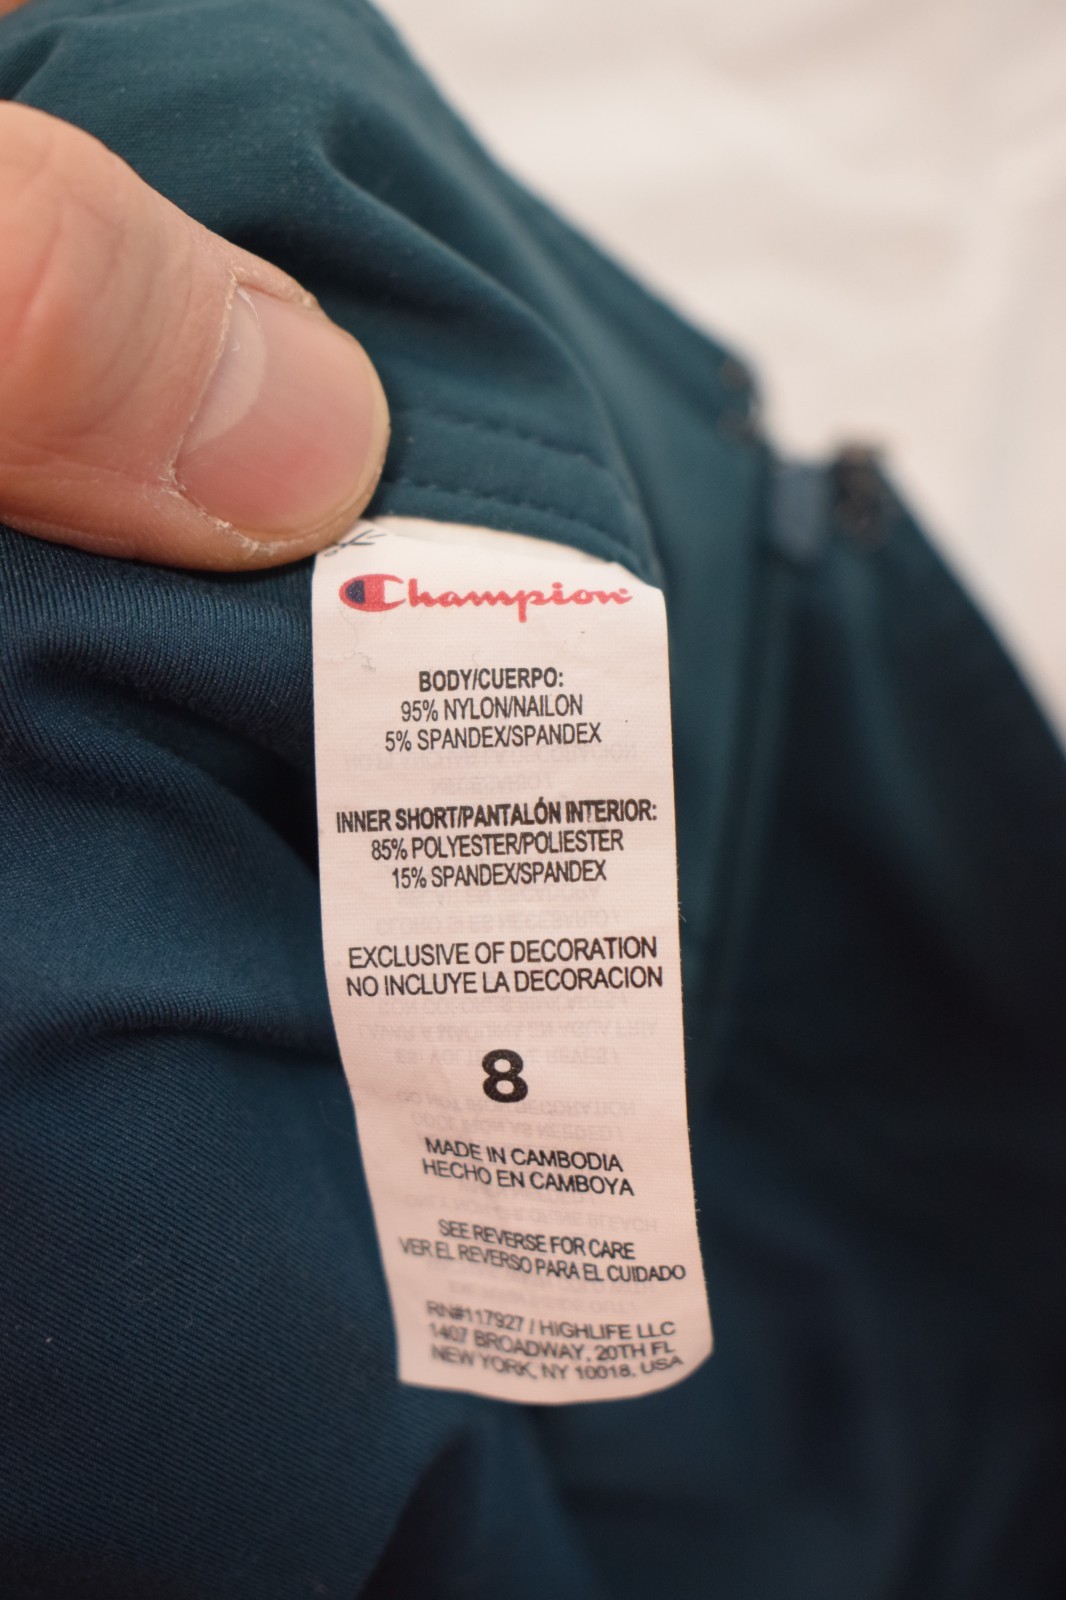 Champion
BODY/CUERPO:
95% NYLON/NAILON
5% SPANDEX/SPANDEX
INNER SHORT/PANTALÓN INTERIOR:
85% POLYESTER/POLIESTER
15% SPANDEX/SPANDEX
EXCLUSIVE OF DECORATION
NO INCLUYE LA DECORACION
8
MADE IN CAMBODIA
HECHO EN CAMBOYA
SEE REVERSE FOR CARE
VER EL REVERSO PARA EL CUIDADO
RN#117927 / HIGHLIFE LLC
1407 BROADWAY, 20TH FL
NEW YORK, NY 10018. USA